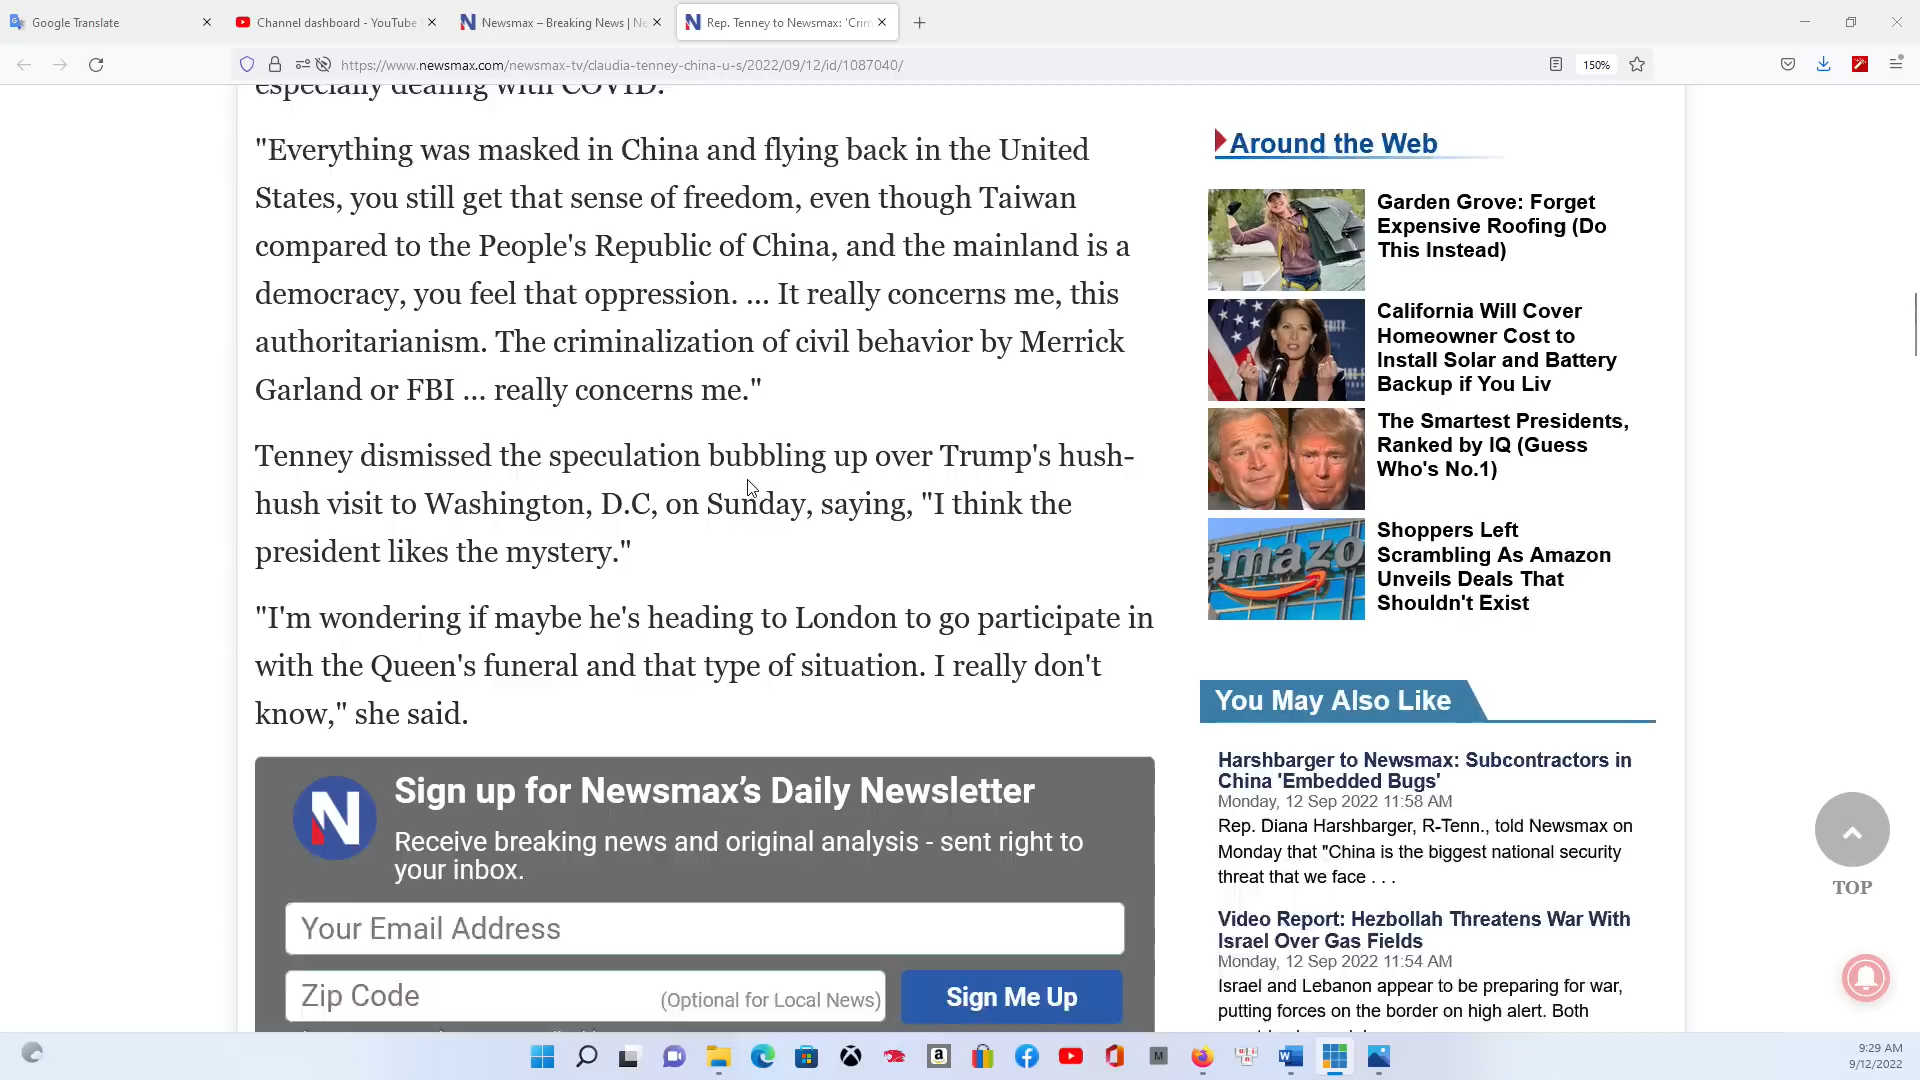 Google Translate
Channel dashboard - YouTube
Newsmax – Breaking News | Ne
Rep. Tenney to Newsmax: 'Crim
https://www.newsmax.com/newsmax-tv/claudia-tenney-china-u-s/2022/09/12/id/1087040/
150%
especially dealing with COVID.
"Everything was masked in China and flying back in the United
States, you still get that sense of freedom, even though Taiwan
compared to the People's Republic of China, and the mainland is a
democracy, you feel that oppression. ... It really concerns me, this
authoritarianism. The criminalization of civil behavior by Merrick
Garland or FBI ... really concerns me."
Tenney dismissed the speculation bubbling up over Trump's hush-
hush visit to Washington, D.C, on Sunday, saying, "I think the
president likes the mystery."
"I'm wondering if maybe he's heading to London to go participate in
with the Queen's funeral and that type of situation. I really don't
know," she said.
N
Sign up for Newsmax’s Daily Newsletter
Receive breaking news and original analysis - sent right to
your inbox.
Your Email Address
Zip Code
(Optional for Local News)
Sign Me Up
Around the Web
Garden Grove: Forget
Expensive Roofing (Do
This Instead)
California Will Cover
Homeowner Cost to
Install Solar and Battery
Backup if You Liv
The Smartest Presidents,
Ranked by IQ (Guess
Who's No.1)
amazo
Shoppers Left
Scrambling As Amazon
Unveils Deals That
Shouldn't Exist
You May Also Like
Harshbarger to Newsmax: Subcontractors in
China 'Embedded Bugs'
Monday, 12 Sep 2022 11:58 AM
Rep. Diana Harshbarger, R-Tenn., told Newsmax on
Monday that "China is the biggest national security
threat that we face . . .
Video Report: Hezbollah Threatens War With
Israel Over Gas Fields
Monday, 12 Sep 2022 11:54 AM
Israel and Lebanon appear to be preparing for war,
putting forces on the border on high alert. Both
TOP
9:29 AM
9/12/2022